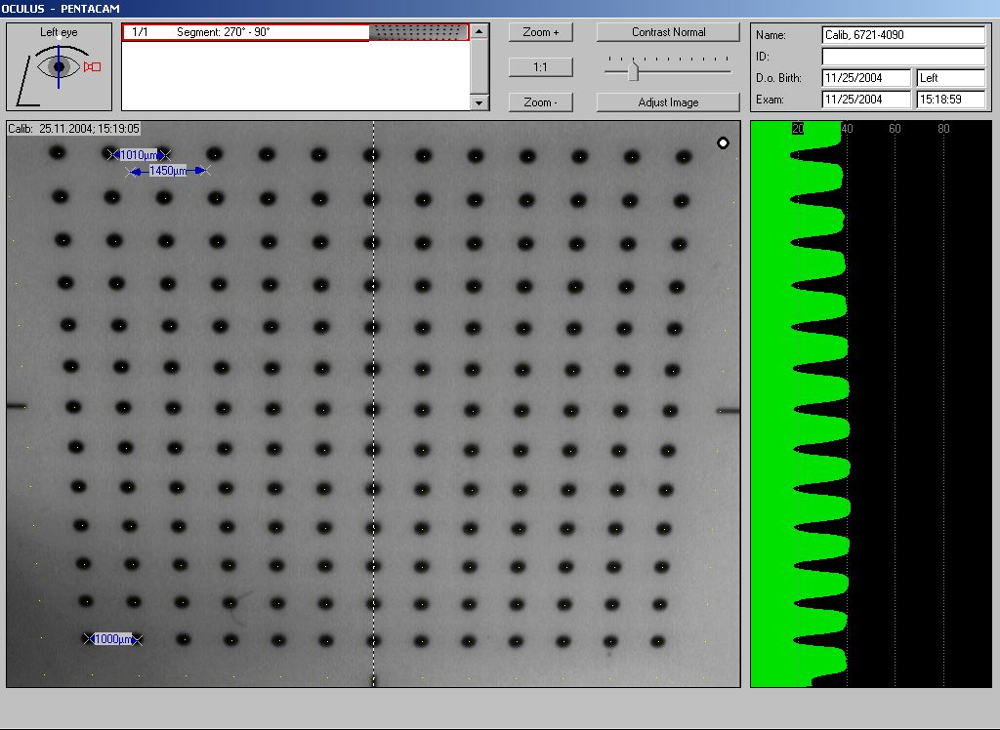 OCULUS - PENTACAM
Left eye
1/1 Segment: 270° - 90°
Zoom +
1:1
Zoom -
Contrast Normal
Adjust Image
Name: Calib, 6721-4090
ID:
D.o. Birth: 11/25/2004 Left
Exam: 11/25/2004 15:18:59
Calib: 25.11.2004; 15:19:05
20 40 60 80
1010µm
1450µm
1000µm